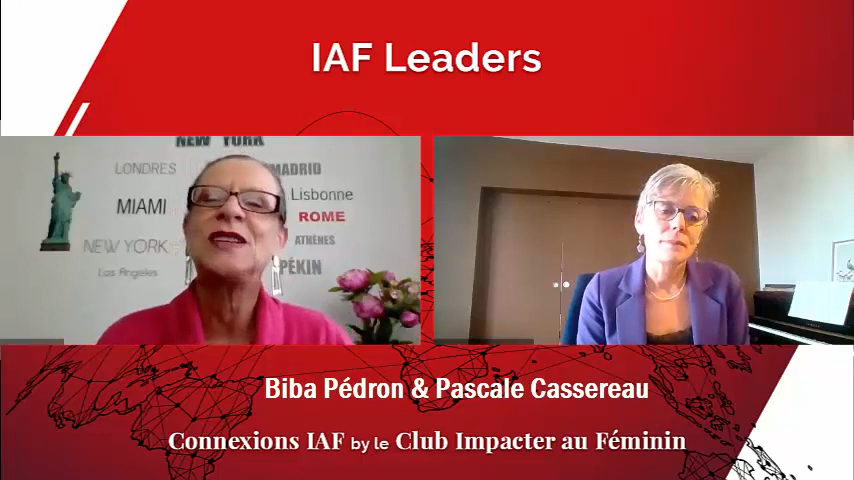 IAF Leaders
NEW YORK
LONDRES
MADRID
MIAMI
Lisbonne
ROME
NEW YORK
ATHÈNES
Los Angeles
PÉKIN
Biba Pédron & Pascale Cassereau
Connexions IAF by le Club Impacter au Féminin